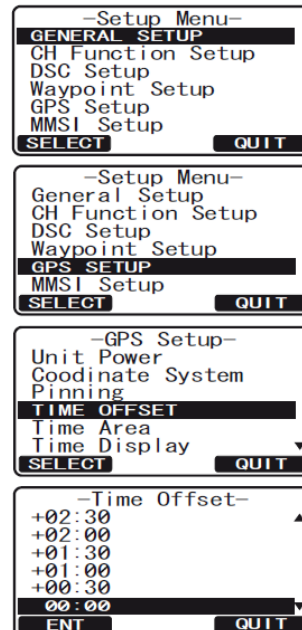 -Setup Menu-
GENERAL SETUP
CH Function Setup
DSC Setup
Waypoint Setup
GPS Setup
MMSI Setup
SELECT QUIT
-Setup Menu-
General Setup
CH Function Setup
DSC Setup
Waypoint Setup
GPS SETUP
MMSI Setup
SELECT QUIT
-GPS Setup-
Unit Power
Coodinate System
Pinning
TIME OFFSET
Time Area
Time Display
SELECT QUIT
-Time Offset-
+02:30
+02:00
+01:30
+01:00
+00:30
00:00
ENT QUIT